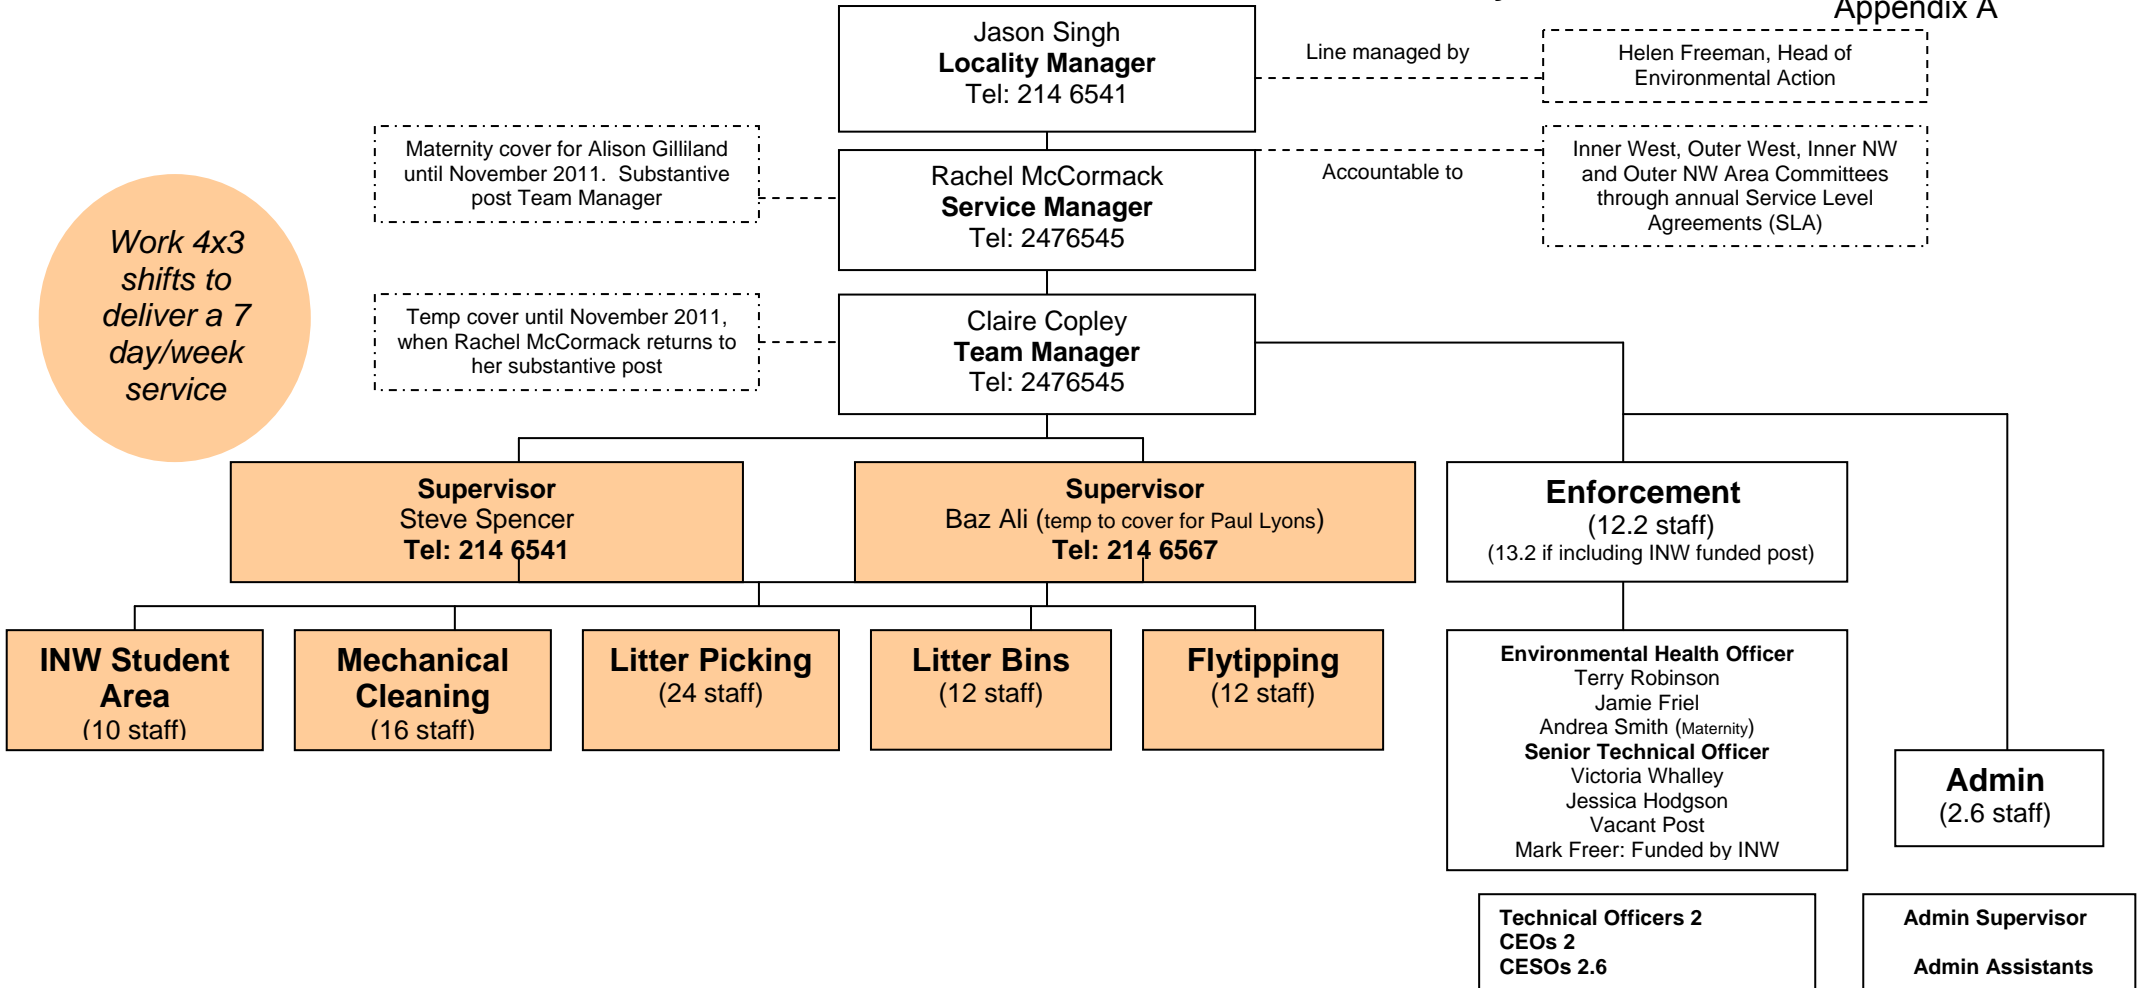 Appendix A
Jason Singh
Locality Manager
Tel: 214 6541
Line managed by
Helen Freeman, Head of
Environmental Action
Maternity cover for Alison Gilliland
until November 2011.  Substantive
post Team Manager
Rachel McCormack
Service Manager
Tel: 2476545
Accountable to
Inner West, Outer West, Inner NW
and Outer NW Area Committees
through annual Service Level
Agreements (SLA)
Work 4x3
shifts to
deliver a 7
day/week
service
Temp cover until November 2011,
when Rachel McCormack returns to
her substantive post
Claire Copley
Team Manager
Tel: 2476545
Supervisor
Steve Spencer
Tel: 214 6541
Supervisor
Baz Ali (temp to cover for Paul Lyons)
Tel: 214 6567
Enforcement
(12.2 staff)
(13.2 if including INW funded post)
INW Student
Area
(10 staff)
Mechanical
Cleaning
(16 staff)
Litter Picking
(24 staff)
Litter Bins
(12 staff)
Flytipping
(12 staff)
Environmental Health Officer
Terry Robinson
Jamie Friel
Andrea Smith (Maternity)
Senior Technical Officer
Victoria Whalley
Jessica Hodgson
Vacant Post
Mark Freer: Funded by INW
Admin
(2.6 staff)
Technical Officers 2
CEOs 2
CESOs 2.6
Admin Supervisor
Admin Assistants